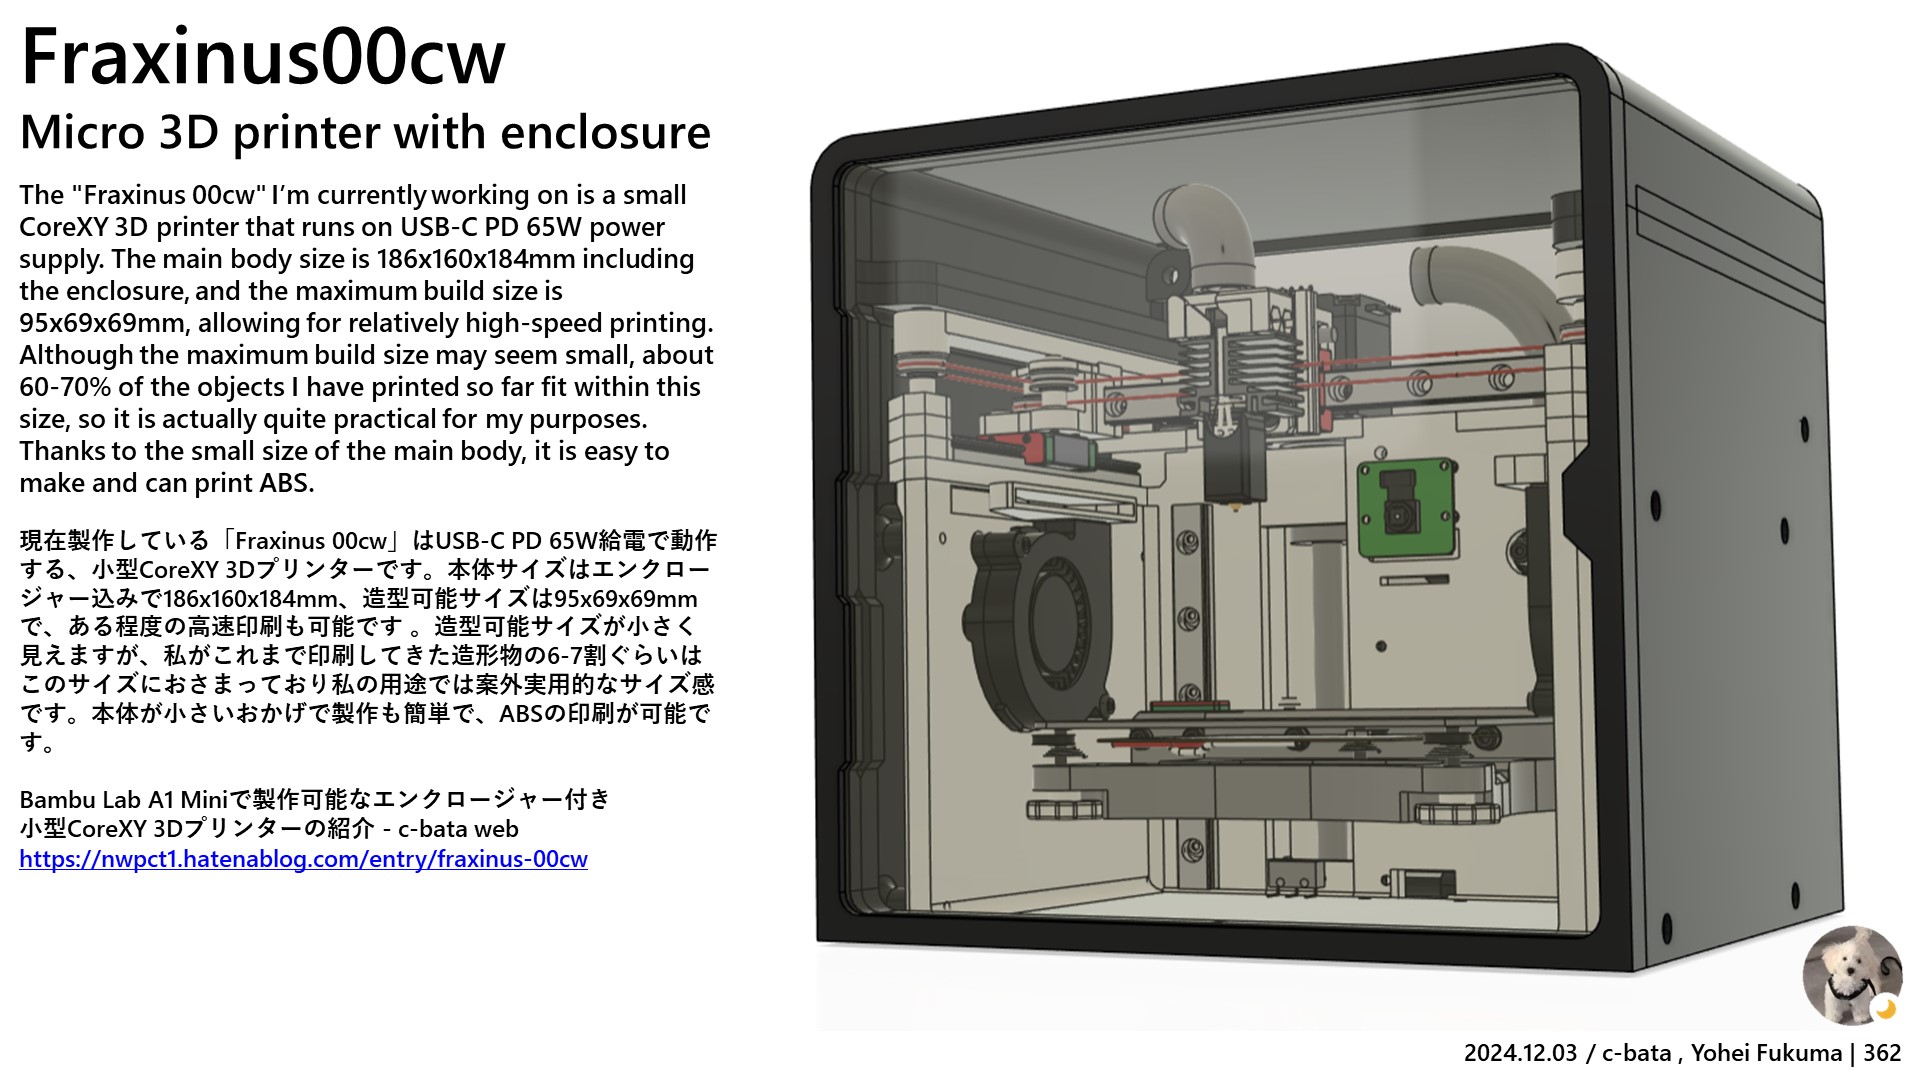 Fraxinus00cw
Micro 3D printer with enclosure
The "Fraxinus 00cw" I’m currently working on is a small
CoreXY 3D printer that runs on USB-C PD 65W power
supply. The main body size is 186x160x184mm including
the enclosure, and the maximum build size is
95x69x69mm, allowing for relatively high-speed printing.
Although the maximum build size may seem small, about
60-70% of the objects I have printed so far fit within this
size, so it is actually quite practical for my purposes.
Thanks to the small size of the main body, it is easy to
make and can print ABS.
現在製作している「Fraxinus 00cw」はUSB-C PD 65W給電で動作
する、小型CoreXY 3Dプリンターです。本体サイズはエンクロー
ジャー込みで186x160x184mm、造型可能サイズは95x69x69mm
で、ある程度の高速印刷も可能です 。造型可能サイズが小さく
見えますが、私がこれまで印刷してきた造形物の6-7割ぐらいは
このサイズにおさまっており私の用途では案外実用的なサイズ感
です。本体が小さいおかげで製作も簡単で、ABSの印刷が可能で
す。
Bambu Lab A1 Miniで製作可能なエンクロージャー付き
小型CoreXY 3Dプリンターの紹介 - c-bata web
https://nwpct1.hatenablog.com/entry/fraxinus-00cw
2024.12.03 / c-bata , Yohei Fukuma | 362